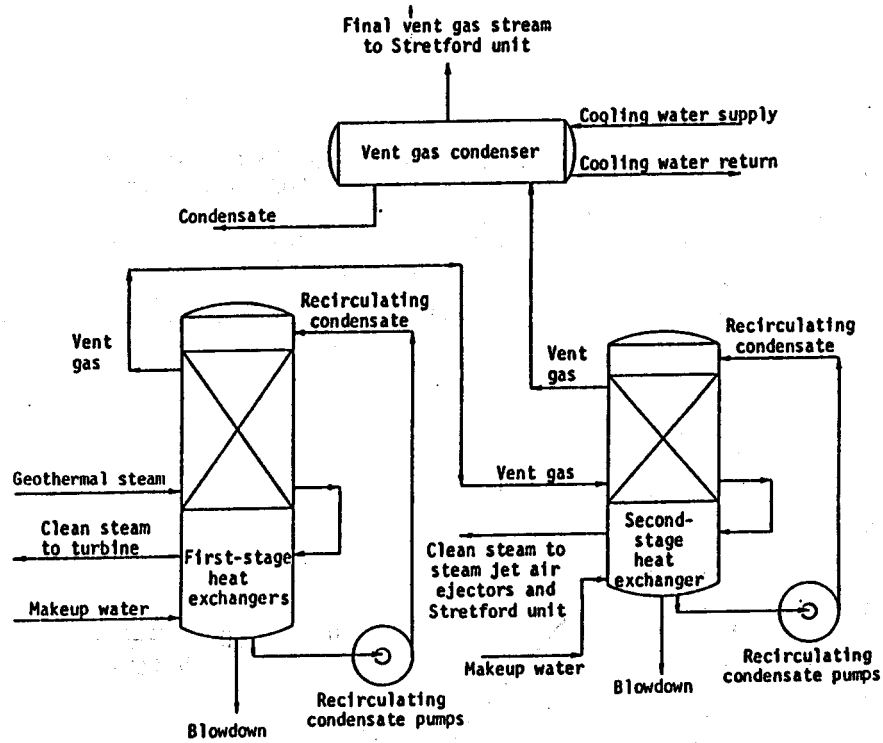 Final vent gas stream
to Stretford unit
Vent gas condenser
Cooling water supply
Cooling water return
Condensate
Recirculating
condensate
Vent
gas
Geothermal steam
Clean steam
to turbine
First-stage
heat
exchangers
Makeup water
Blowdown
Recirculating
condensate pumps
Vent
gas
Recirculating
condensate
Vent gas
Clean steam to
steam jet air
ejectors and
Stretford unit
Second-
stage
heat
exchanger
Makeup water
Blowdown
Recirculating
condensate pumps